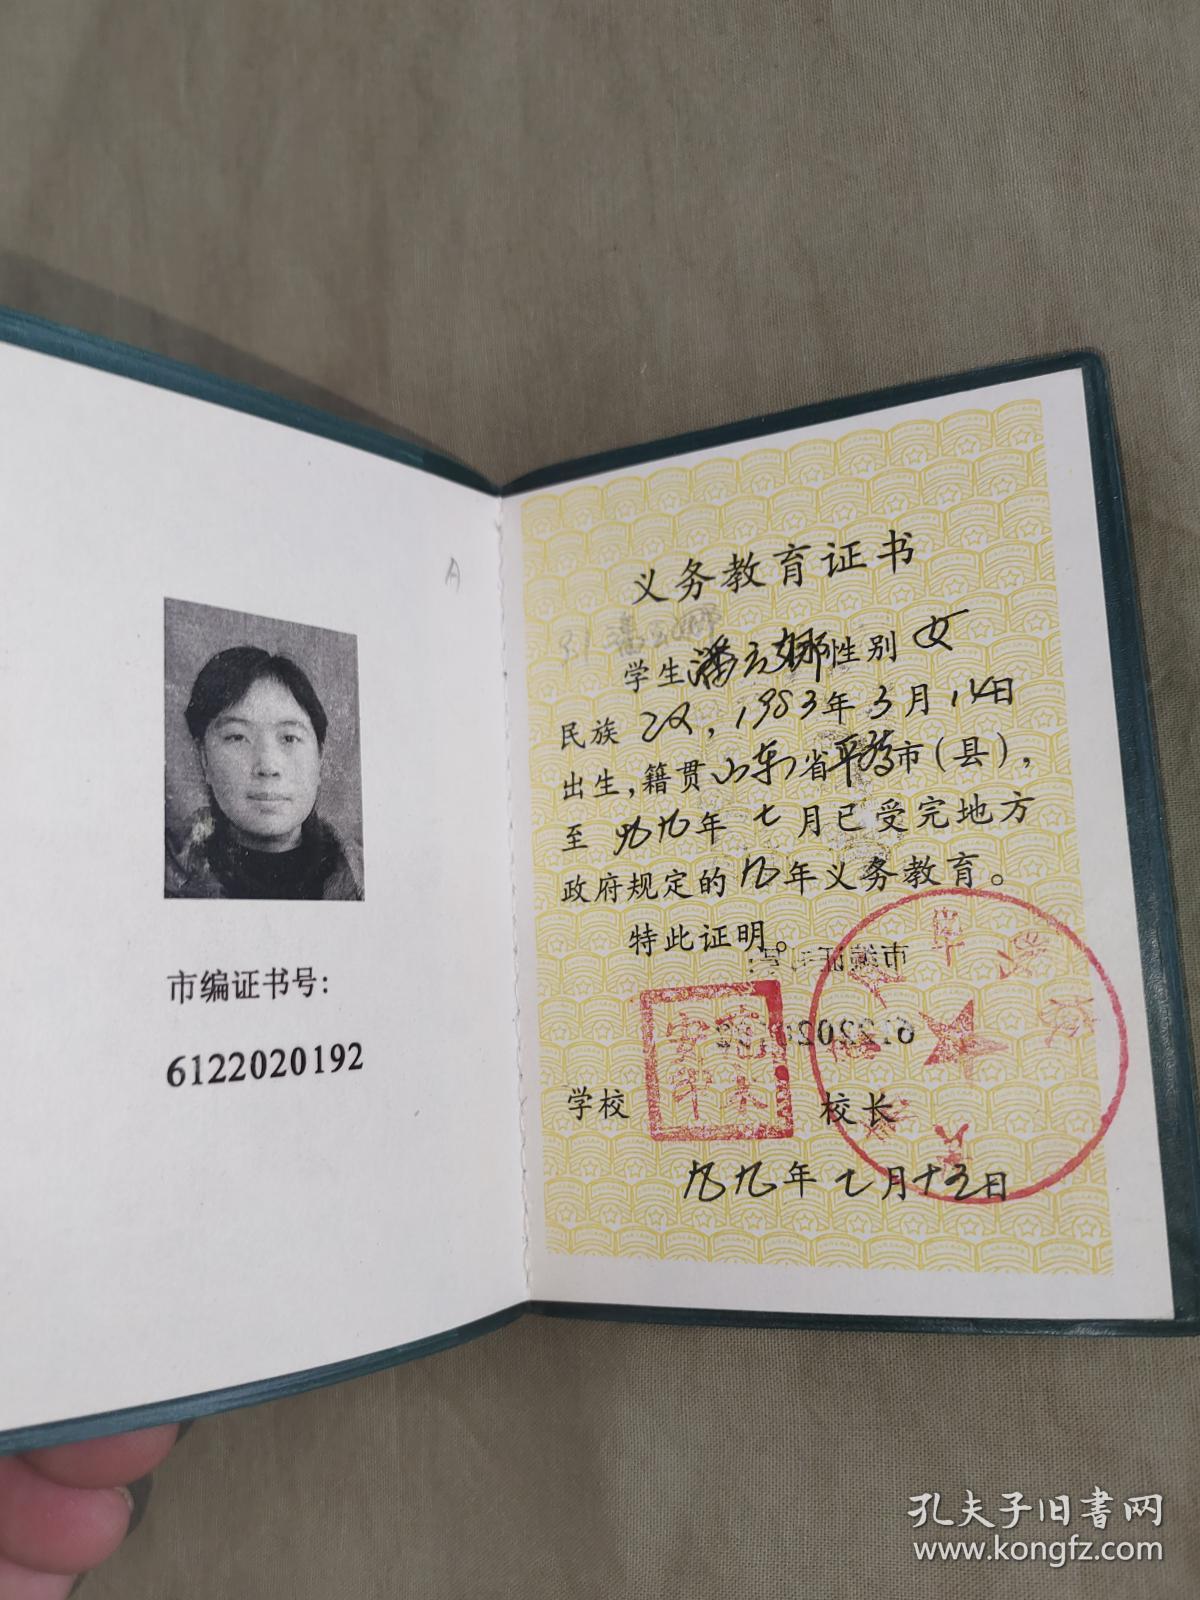 A
市编证书号:
6122020192
义务教育证书
潘云娜
学生潘云娜性别女
民族汉,1983年3月14日
出生,籍贯山东省平度市(县),
至九九年七月已受完地方
政府规定的九年义务教育。
特此证明。
学校 校长
九九年七月十五日
孔夫子旧书网
www.kongfz.com